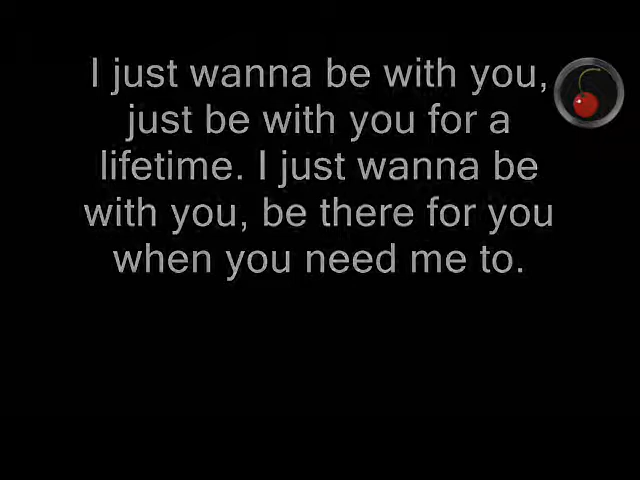 I just wanna be with you,
just be with you for a
lifetime. I just wanna be
with you, be there for you
when you need me to.